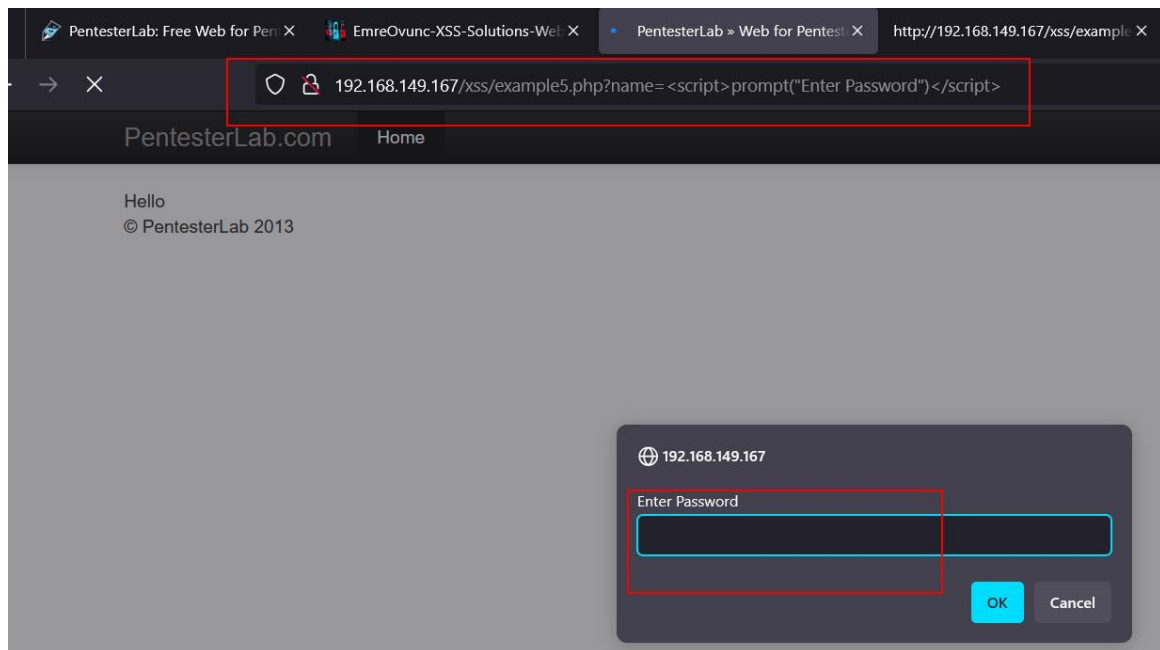 PentesterLab: Free Web for Pen
EmreOvunc-XSS-Solutions-Web
PentesterLab » Web for Pentest
http://192.168.149.167/xss/example
192.168.149.167/xss/example5.php?name=<script>prompt("Enter Password")</script>
PentesterLab.com
Home
Hello
© PentesterLab 2013
192.168.149.167
Enter Password
OK
Cancel